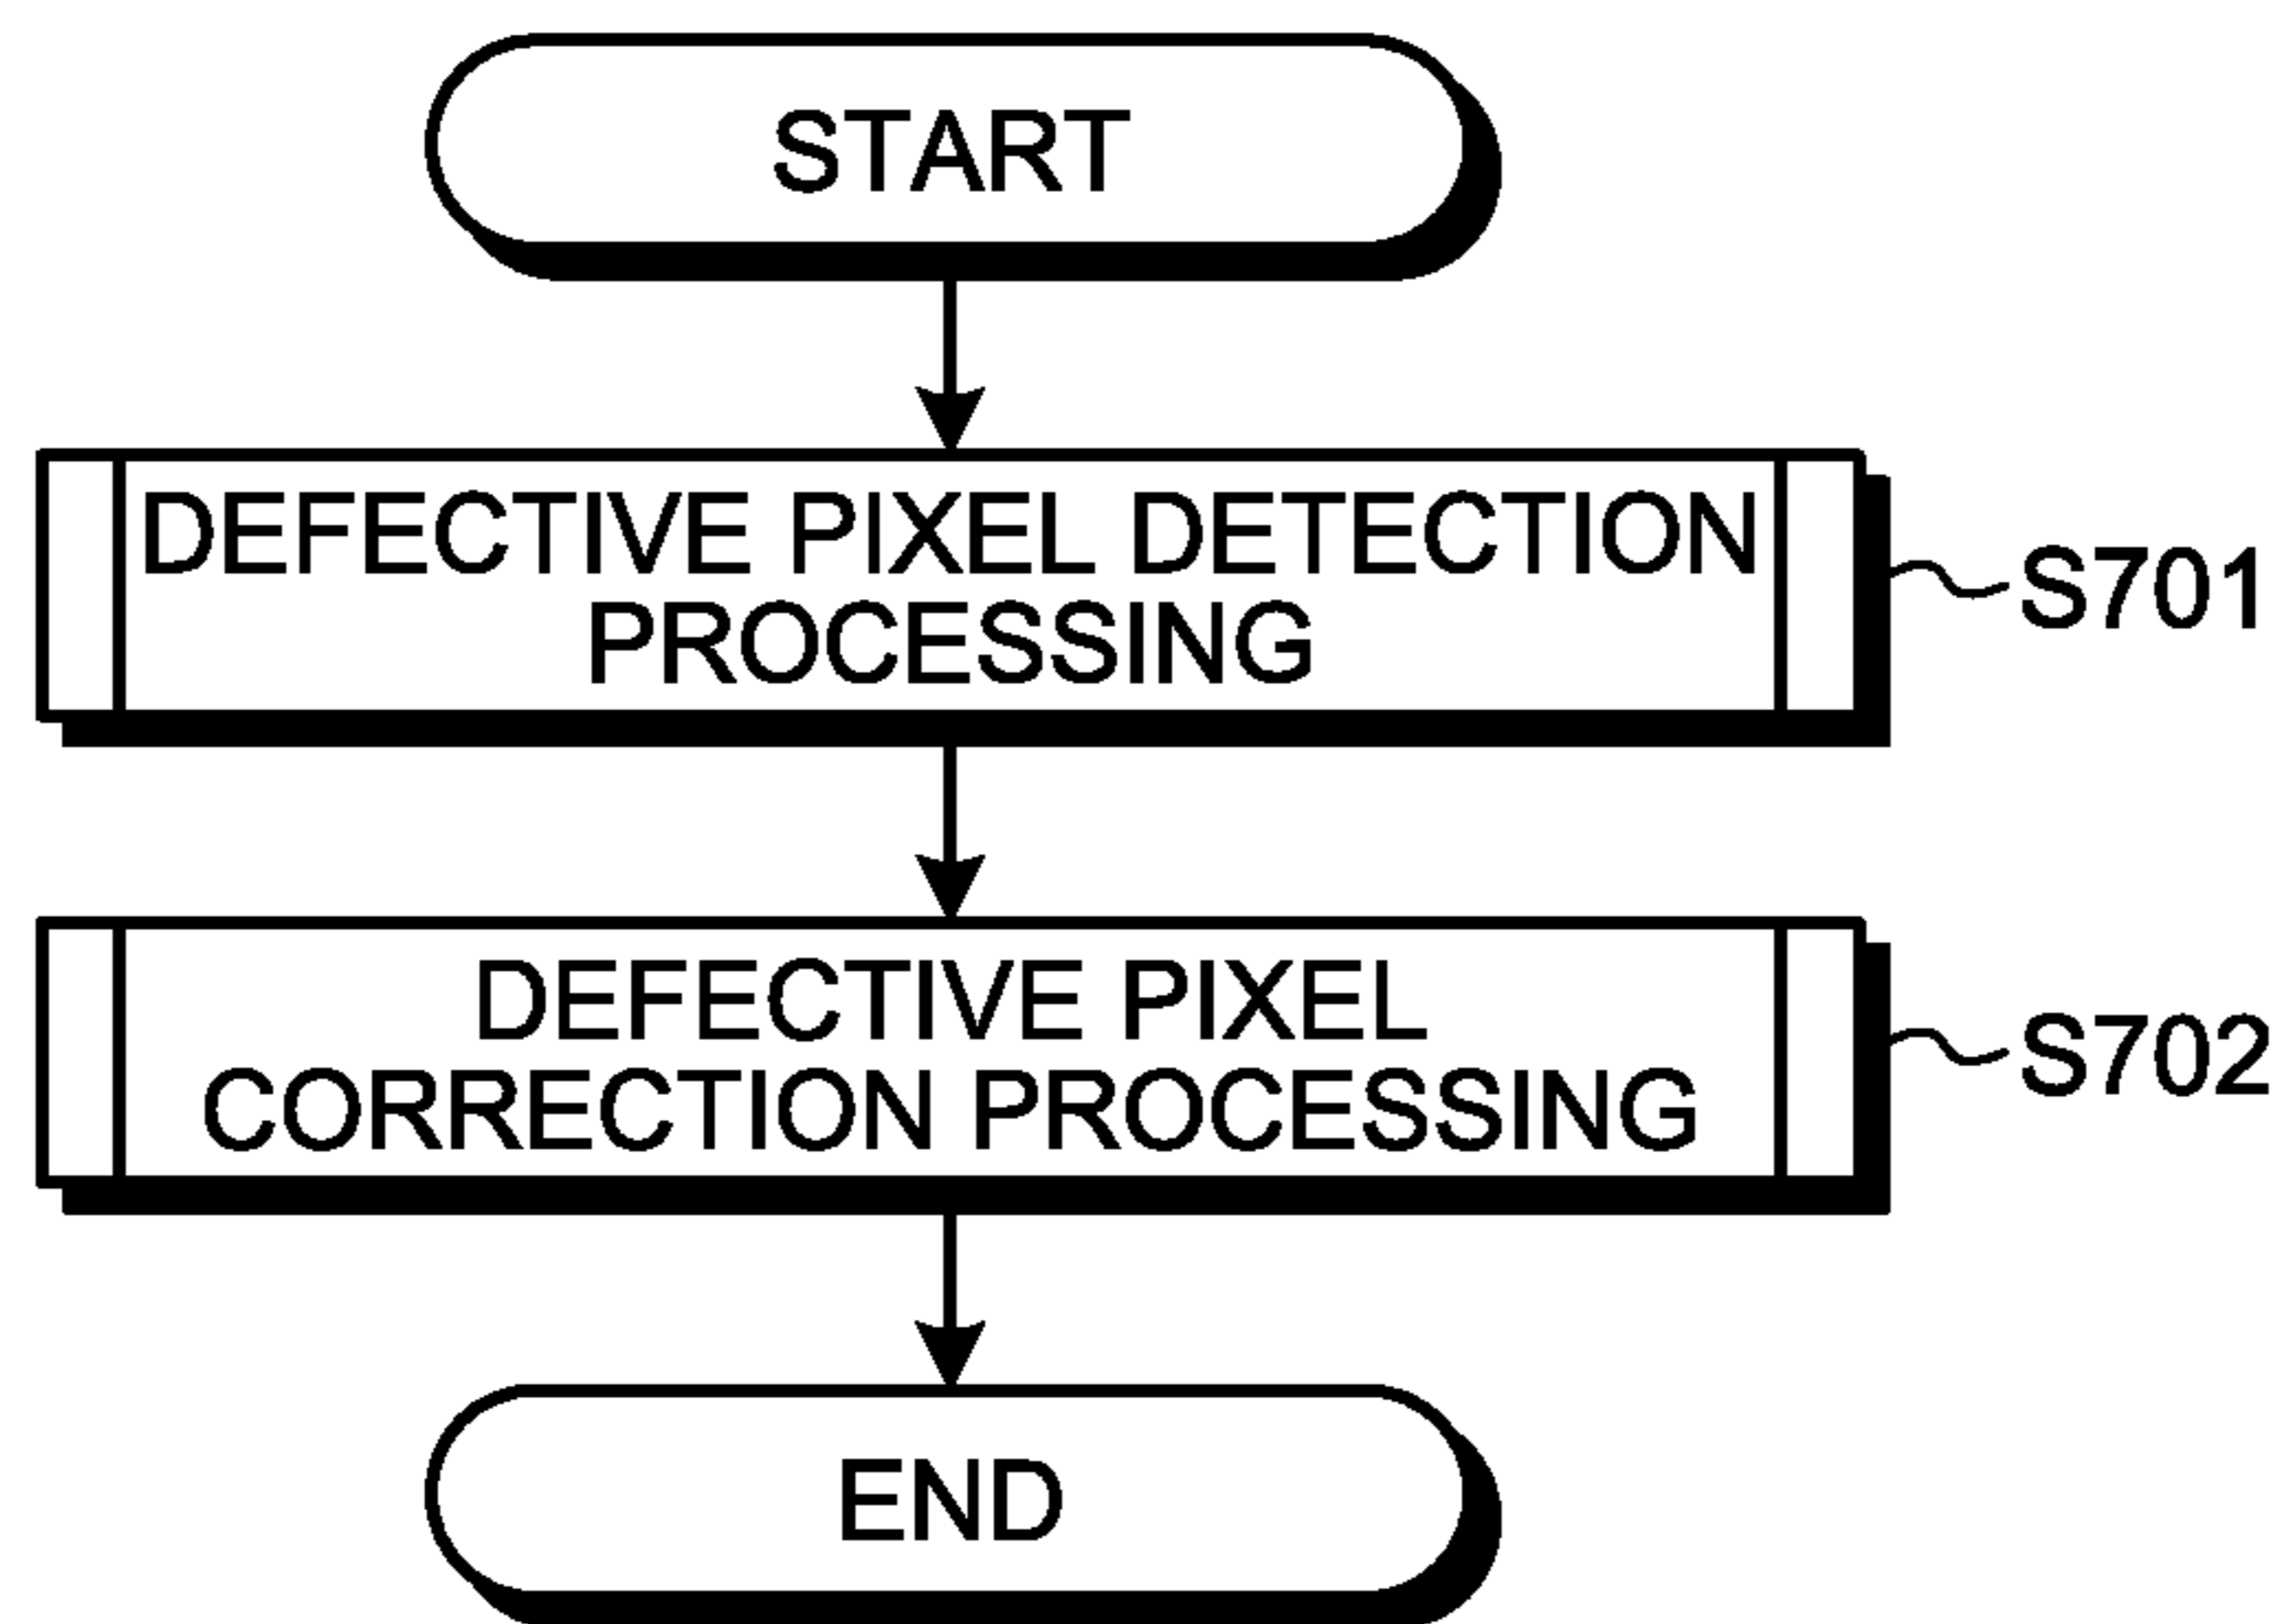 START
DEFECTIVE PIXEL DETECTION
PROCESSING
S701
DEFECTIVE PIXEL
CORRECTION PROCESSING
S702
END